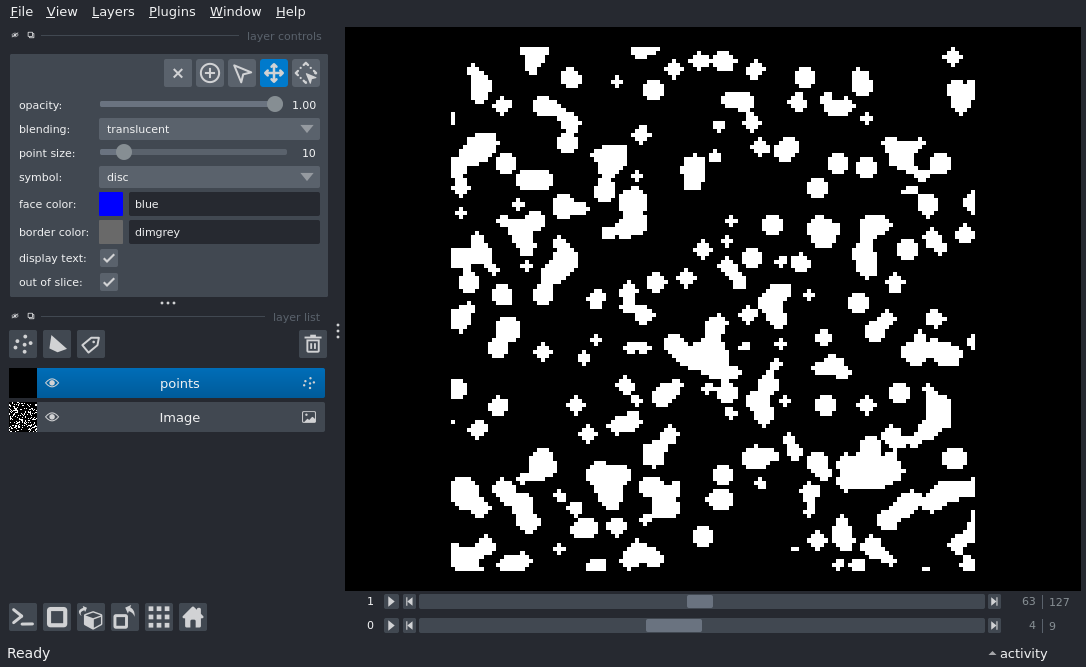 File View Layers Plugins Window Help
layer controls
opacity: 1.00
blending: translucent
point size: 10
symbol: disc
face color: blue
border color: dimgrey
display text:
out of slice:
layer list
points
Image
1 63 | 127
0 4 | 9
Ready activity